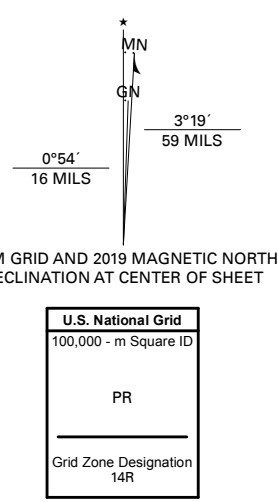 ★
MN
GN
3°19´
59 MILS
0°54´
16 MILS
M GRID AND 2019 MAGNETIC NORTH
ECLINATION AT CENTER OF SHEET
U.S. National Grid
100,000 - m Square ID
PR
Grid Zone Designation
14R